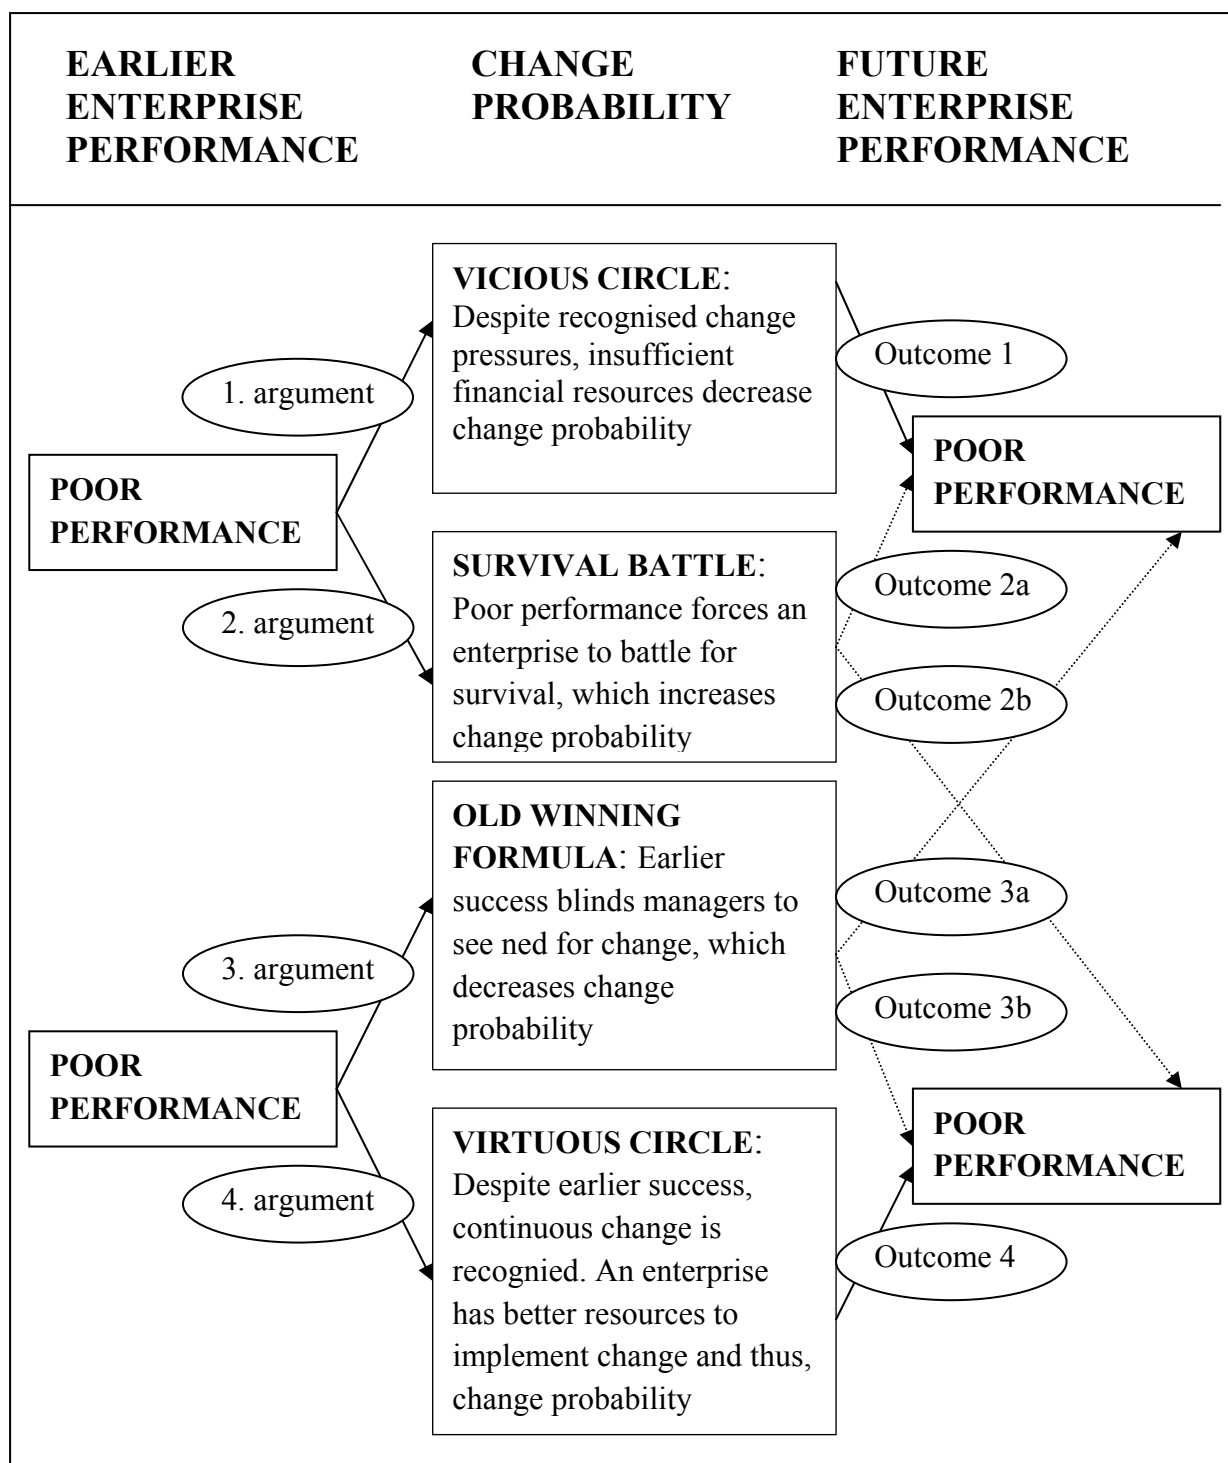 EARLIER
ENTERPRISE
PERFORMANCE
CHANGE
PROBABILITY
FUTURE
ENTERPRISE
PERFORMANCE
1. argument
POOR
PERFORMANCE
2. argument
VICIOUS CIRCLE:
Despite recognised change
pressures, insufficient
financial resources decrease
change probability
SURVIVAL BATTLE:
Poor performance forces an
enterprise to battle for
survival, which increases
change probability
Outcome 1
POOR
PERFORMANCE
Outcome 2a
Outcome 2b
3. argument
POOR
PERFORMANCE
4. argument
OLD WINNING
FORMULA: Earlier
success blinds managers to
see ned for change, which
decreases change
probability
VIRTUOUS CIRCLE:
Despite earlier success,
continuous change is
recognied. An enterprise
has better resources to
implement change and thus,
change probability
Outcome 3a
Outcome 3b
POOR
PERFORMANCE
Outcome 4